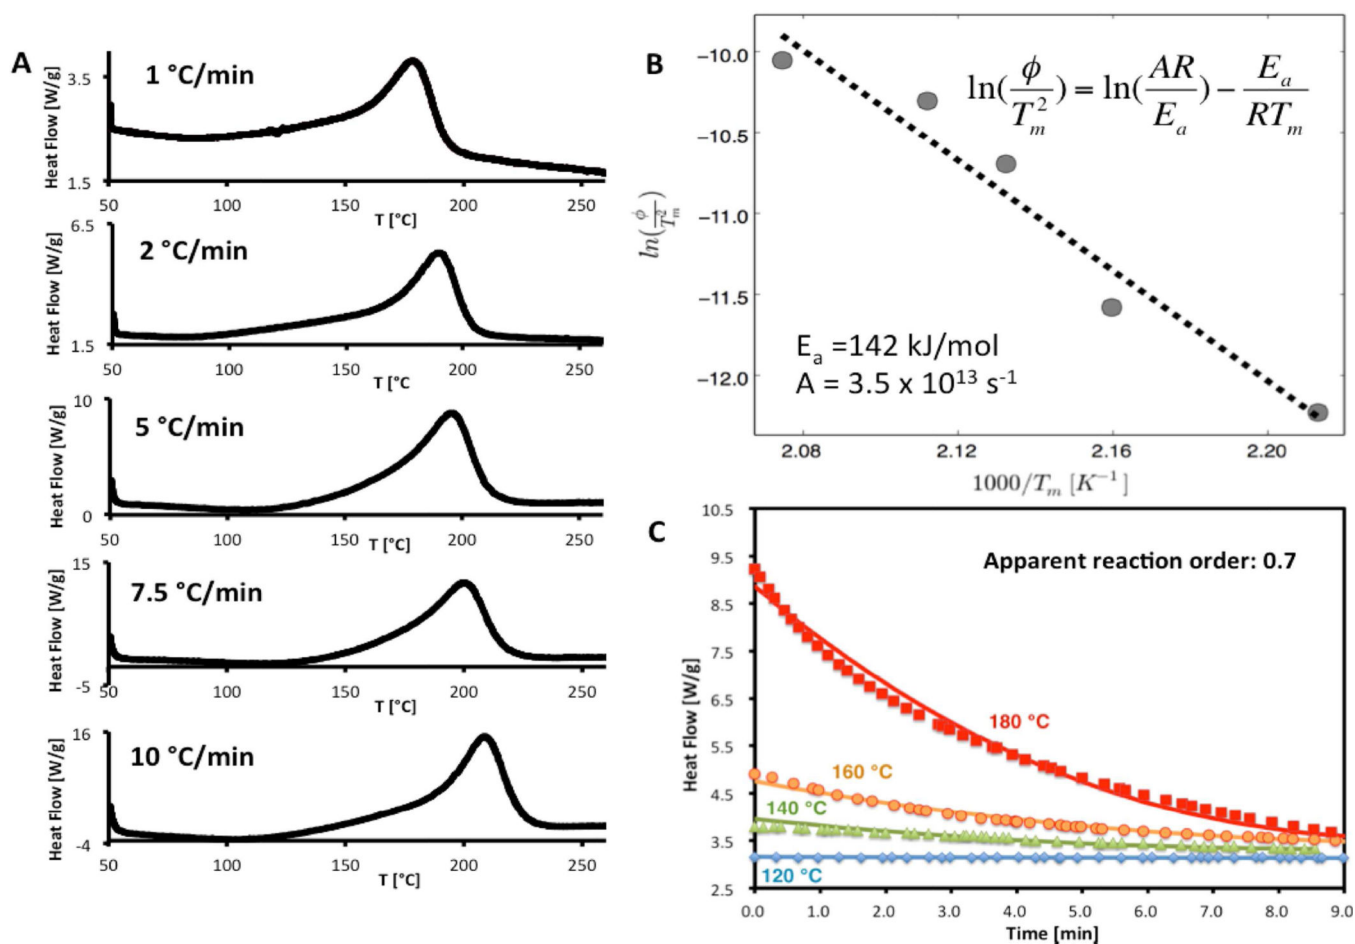 A
1 °C/min
Heat Flow [W/g]
3.5
1.5
50 100 150 200 250
T [°C]
2 °C/min
Heat Flow [W/g]
6.5
1.5
50 100 150 200 250
T [°C
5 °C/min
Heat Flow [W/g]
10
0
50 100 150 200 250
T [°C]
7.5 °C/min
Heat Flow [W/g]
15
-5
50 100 150 200 250
T [°C]
10 °C/min
Heat Flow [W/g]
16
-4
50 100 150 200 250
T [°C]
B
ln(ϕ/T_m^2) = ln(AR/E_a) − E_a/RT_m
ln(ϕ/T_m^2)
−10.0
−10.5
−11.0
−11.5
−12.0
E_a =142 kJ/mol
A = 3.5 x 10^13 s^-1
2.08 2.12 2.16 2.20
1000/T_m [K^−1]
C
Apparent reaction order: 0.7
Heat Flow [W/g]
10.5
9.5
8.5
7.5
6.5
5.5
4.5
3.5
2.5
180 °C
160 °C
140 °C
120 °C
0.0 1.0 2.0 3.0 4.0 5.0 6.0 7.0 8.0 9.0
Time [min]